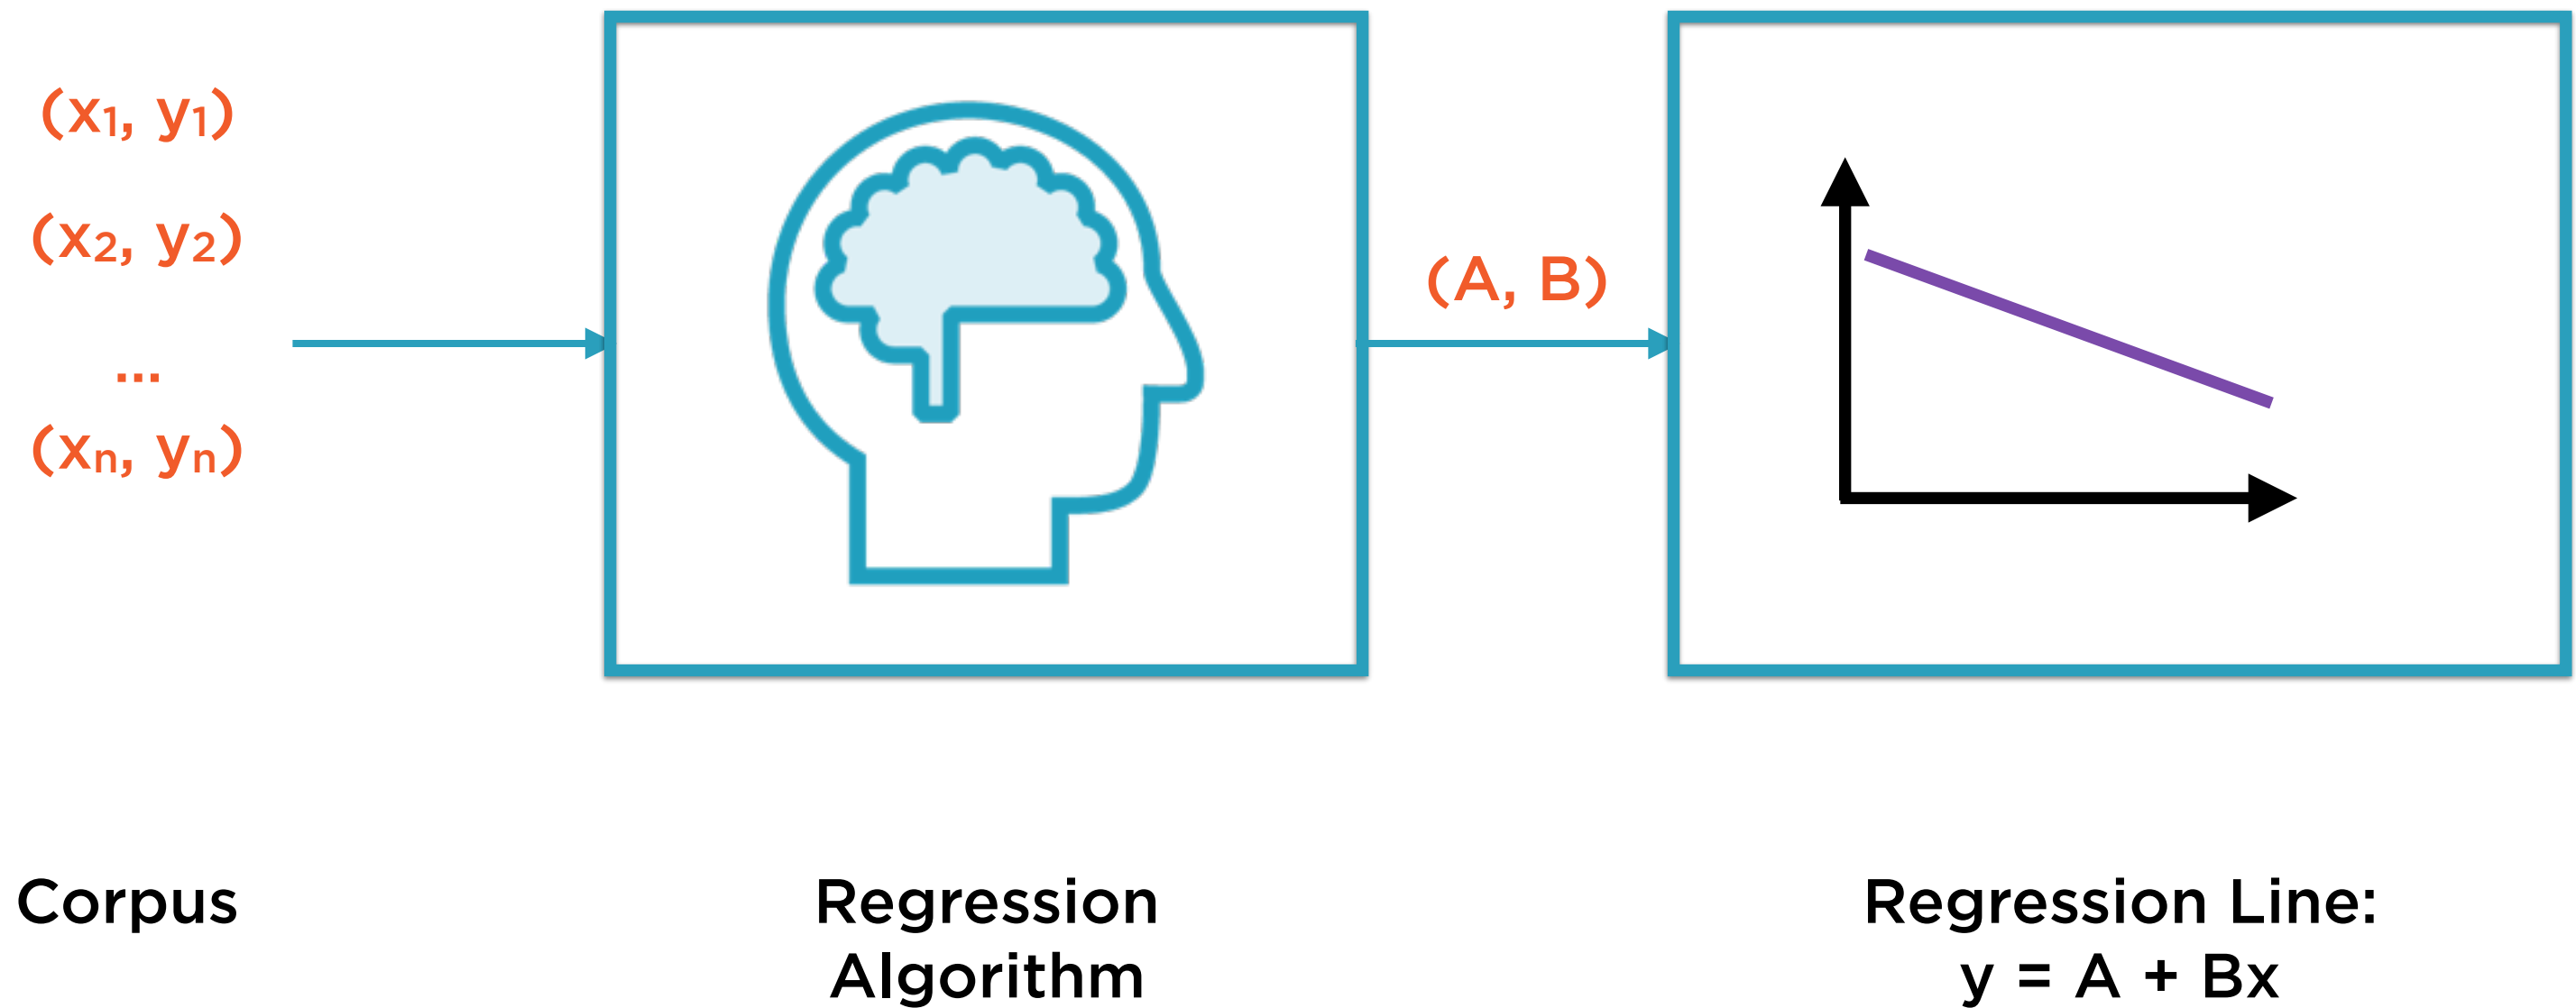 (x₁, y₁)
(x₂, y₂)
...
(xₙ, yₙ)
(A, B)
Corpus
Regression
Algorithm
Regression Line:
y = A + Bx